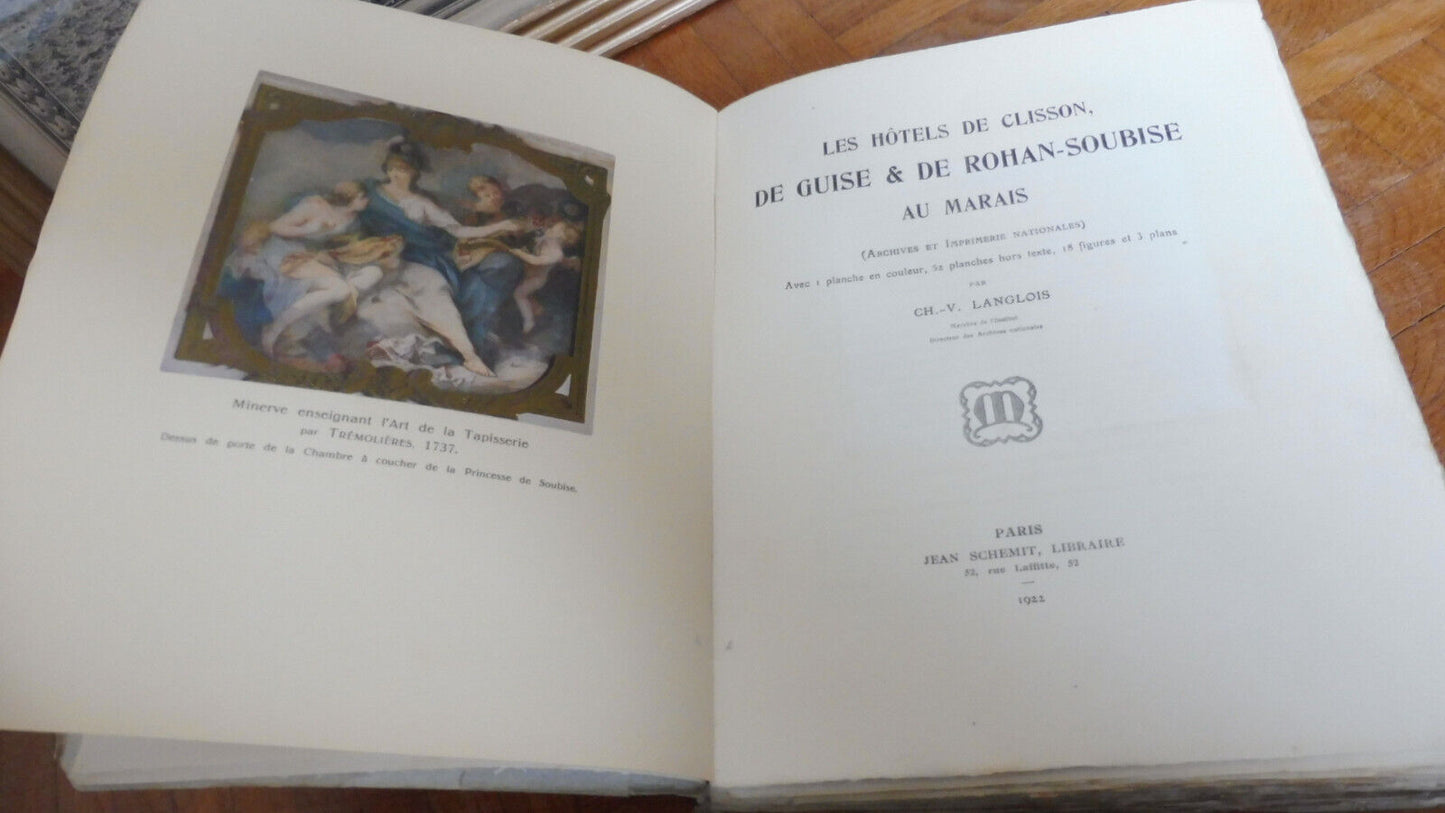 Minerve enseignant l'Art de la Tapisserie
par TRÉMOLIÈRES, 1737.
Dessus de porte de la Chambre à coucher de la Princesse de Soubise.
LES HÔTELS DE CLISSON,
DE GUISE & DE ROHAN-SOUBISE
AU MARAIS
(ARCHIVES ET IMPRIMERIE NATIONALES)
Avec 1 planche en couleur, 52 planches hors texte, 18 figures et 3 plans
PAR
CH.-V. LANGLOIS
Membre de l'Institut
Directeur des Archives nationales
M
PARIS
JEAN SCHEMIT, LIBRAIRE
52, rue Laffitte, 52
1922